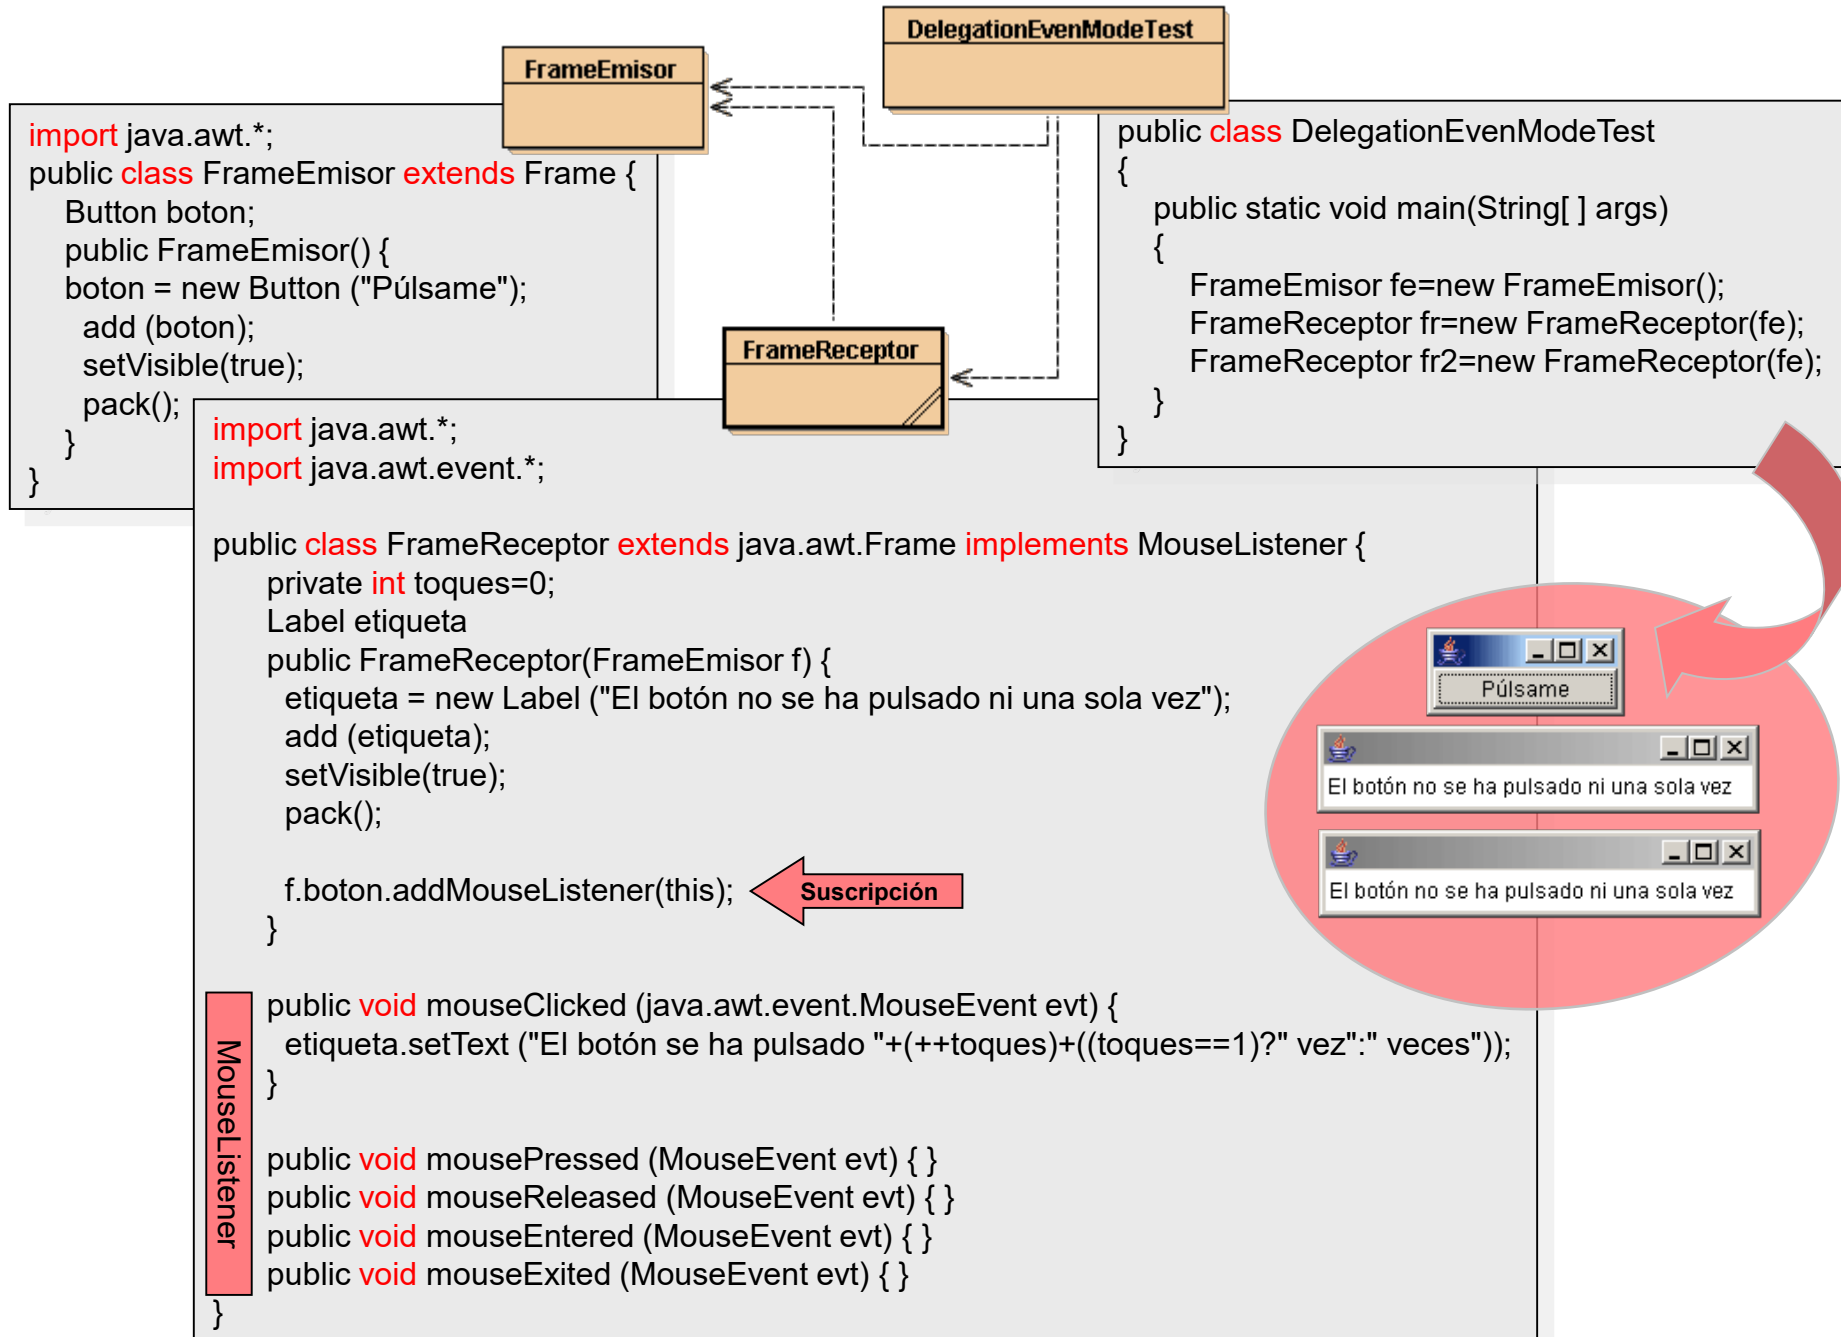 FrameEmisor
DelegationEvenModeTest
FrameReceptor
import java.awt.*;
public class FrameEmisor extends Frame {
Button boton;
public FrameEmisor() {
boton = new Button ("Púlsame");
add (boton);
setVisible(true);
pack();
}
}
public class DelegationEvenModeTest
{
public static void main(String[ ] args)
{
FrameEmisor fe=new FrameEmisor();
FrameReceptor fr=new FrameReceptor(fe);
FrameReceptor fr2=new FrameReceptor(fe);
}
}
import java.awt.*;
import java.awt.event.*;
public class FrameReceptor extends java.awt.Frame implements MouseListener {
private int toques=0;
Label etiqueta
public FrameReceptor(FrameEmisor f) {
etiqueta = new Label ("El botón no se ha pulsado ni una sola vez");
add (etiqueta);
setVisible(true);
pack();
f.boton.addMouseListener(this);
Suscripción
}
MouseListener
public void mouseClicked (java.awt.event.MouseEvent evt) {
etiqueta.setText ("El botón se ha pulsado "+(++toques)+((toques==1)?" vez":" veces"));
}
public void mousePressed (MouseEvent evt) { }
public void mouseReleased (MouseEvent evt) { }
public void mouseEntered (MouseEvent evt) { }
public void mouseExited (MouseEvent evt) { }
}
Púlsame
El botón no se ha pulsado ni una sola vez
El botón no se ha pulsado ni una sola vez